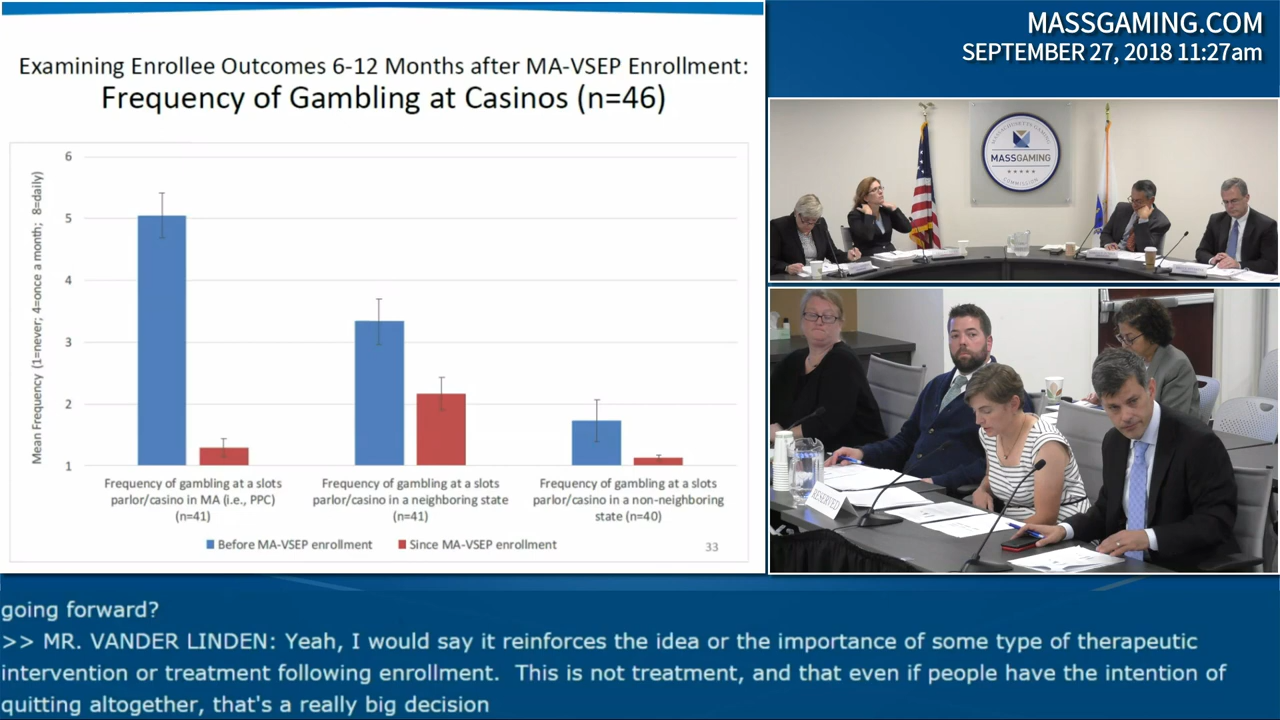 MASSGAMING.COM
SEPTEMBER 27, 2018 11:27am
Examining Enrollee Outcomes 6-12 Months after MA-VSEP Enrollment:
Frequency of Gambling at Casinos (n=46)
Mean Frequency (1=never; 4=once a month; 8=daily)
6
5
4
3
2
1
Frequency of gambling at a slots
parlor/casino in MA (i.e., PPC)
(n=41)
Frequency of gambling at a slots
parlor/casino in a neighboring state
(n=41)
Frequency of gambling at a slots
parlor/casino in a non-neighboring
state (n=40)
Before MA-VSEP enrollment
Since MA-VSEP enrollment
33
MASSGAMING
COMMISSION
RESERVED
going forward?
>> MR. VANDER LINDEN: Yeah, I would say it reinforces the idea or the importance of some type of therapeutic
intervention or treatment following enrollment.  This is not treatment, and that even if people have the intention of
quitting altogether, that's a really big decision